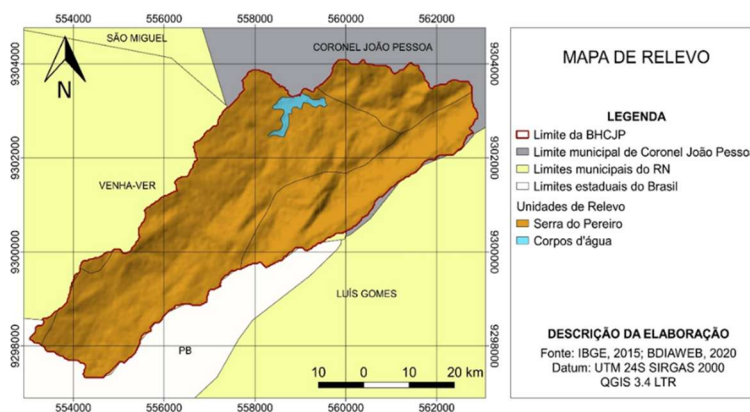 554000 556000 558000 560000 562000
SÃO MIGUEL
CORONEL JOÃO PESSOA
9304000 9304000
N
9302000 9302000
VENHA-VER
9300000 9300000
LUÍS GOMES
9298000 9298000
PB
10 0 10 20 km
554000 556000 558000 560000 562000
MAPA DE RELEVO
LEGENDA
Limite da BHCJP
Limite municipal de Coronel João Pesso
Limites municipais do RN
Limites estaduais do Brasil
Unidades de Relevo
Serra do Pereiro
Corpos d'água
DESCRIÇÃO DA ELABORAÇÃO
Fonte: IBGE, 2015; BDIAWEB, 2020
Datum: UTM 24S SIRGAS 2000
QGIS 3.4 LTR